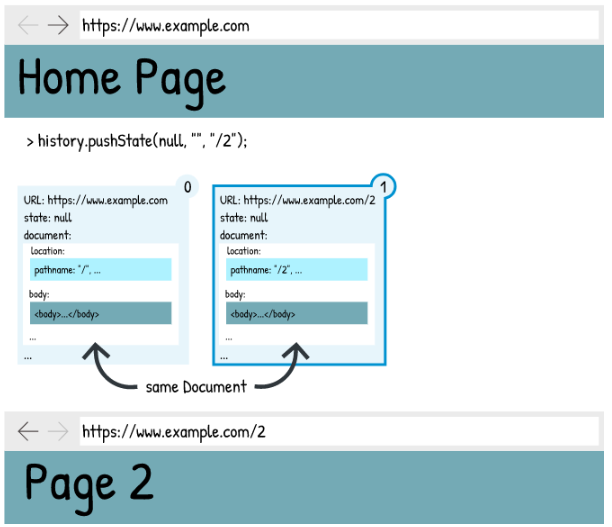 https://www.example.com
Home Page
> history.pushState(null, "", "/2");
0
URL: https://www.example.com
state: null
document:
location:
pathname: "/", ...
body:
<body>...</body>
...
...
1
URL: https://www.example.com/2
state: null
document:
location:
pathname: "/2", ...
body:
<body>...</body>
...
...
same Document
https://www.example.com/2
Page 2